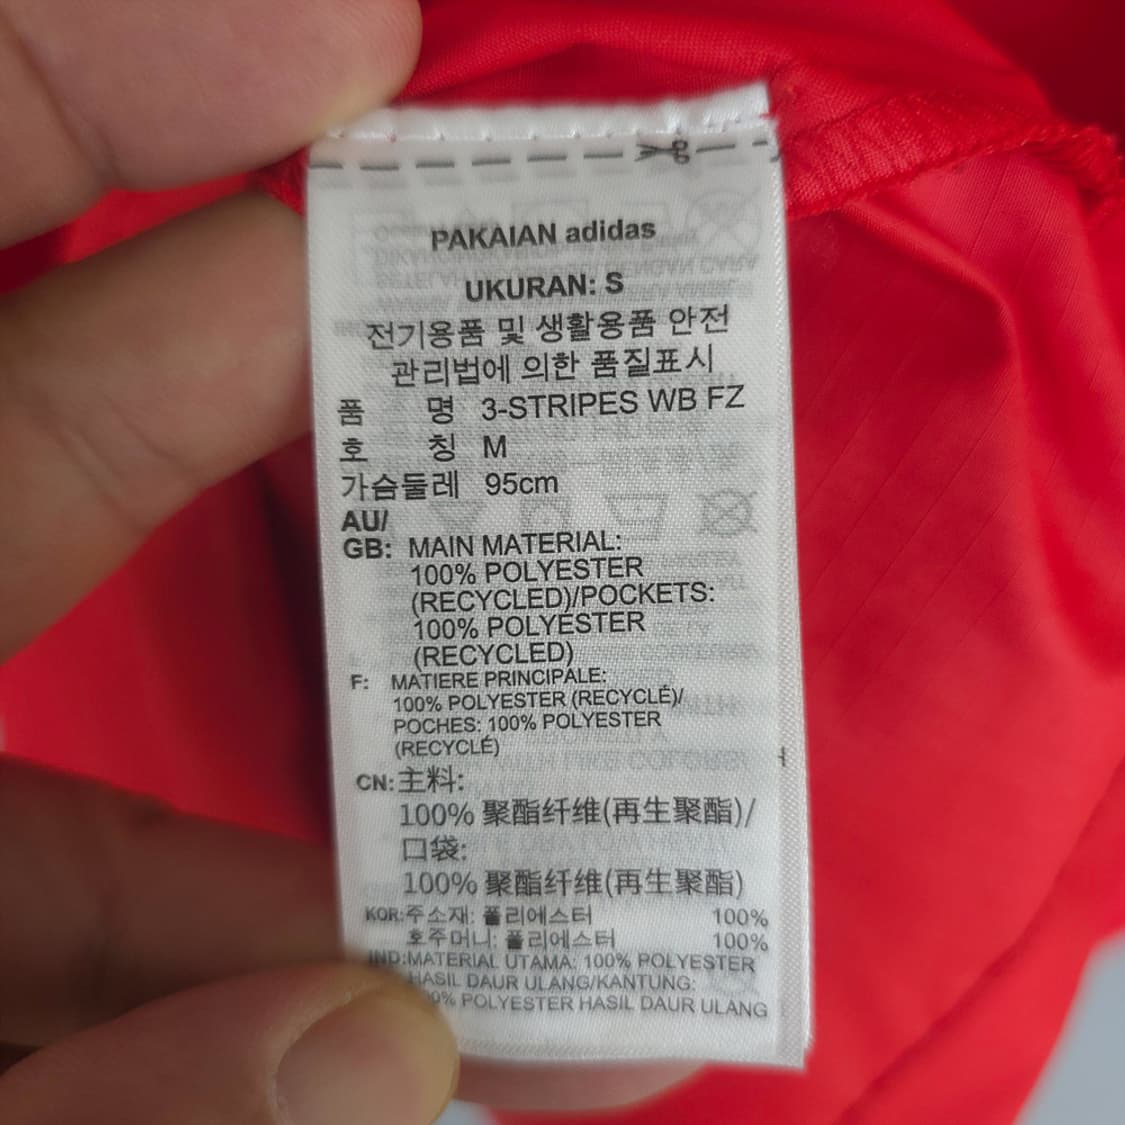 PAKAIAN adidas
UKURAN: S
전기용품 및 생활용품 안전
관리법에 의한 품질표시
품 명 3-STRIPES WB FZ
호 칭 M
가슴둘레 95cm
AU/
GB: MAIN MATERIAL:
100% POLYESTER
(RECYCLED)/POCKETS:
100% POLYESTER
(RECYCLED)
F: MATIERE PRINCIPALE:
100% POLYESTER (RECYCLÉ)/
POCHES: 100% POLYESTER
(RECYCLÉ)
CN: 主料:
100% 聚酯纤维(再生聚酯)/
口袋:
100% 聚酯纤维(再生聚酯)
KOR:주소재: 폴리에스터 100%
호주머니: 폴리에스터 100%
IND:MATERIAL UTAMA: 100% POLYESTER
HASIL DAUR ULANG/KANTUNG:
POLYESTER HASIL DAUR ULANG